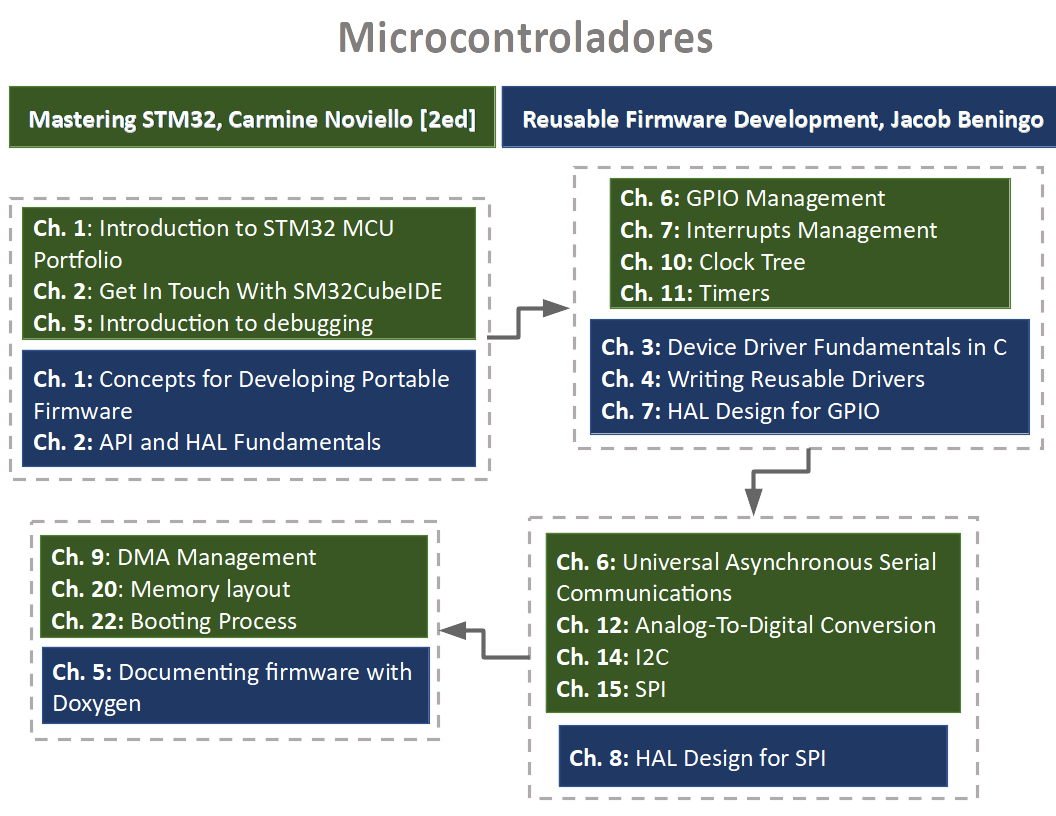 Microcontroladores
Mastering STM32, Carmine Noviello [2ed]
Reusable Firmware Development, Jacob Beningo
Ch. 1: Introduction to STM32 MCU
Portfolio
Ch. 2: Get In Touch With SM32CubeIDE
Ch. 5: Introduction to debugging
Ch. 1: Concepts for Developing Portable
Firmware
Ch. 2: API and HAL Fundamentals
Ch. 6: GPIO Management
Ch. 7: Interrupts Management
Ch. 10: Clock Tree
Ch. 11: Timers
Ch. 3: Device Driver Fundamentals in C
Ch. 4: Writing Reusable Drivers
Ch. 7: HAL Design for GPIO
Ch. 6: Universal Asynchronous Serial
Communications
Ch. 12: Analog-To-Digital Conversion
Ch. 14: I2C
Ch. 15: SPI
Ch. 8: HAL Design for SPI
Ch. 9: DMA Management
Ch. 20: Memory layout
Ch. 22: Booting Process
Ch. 5: Documenting firmware with
Doxygen